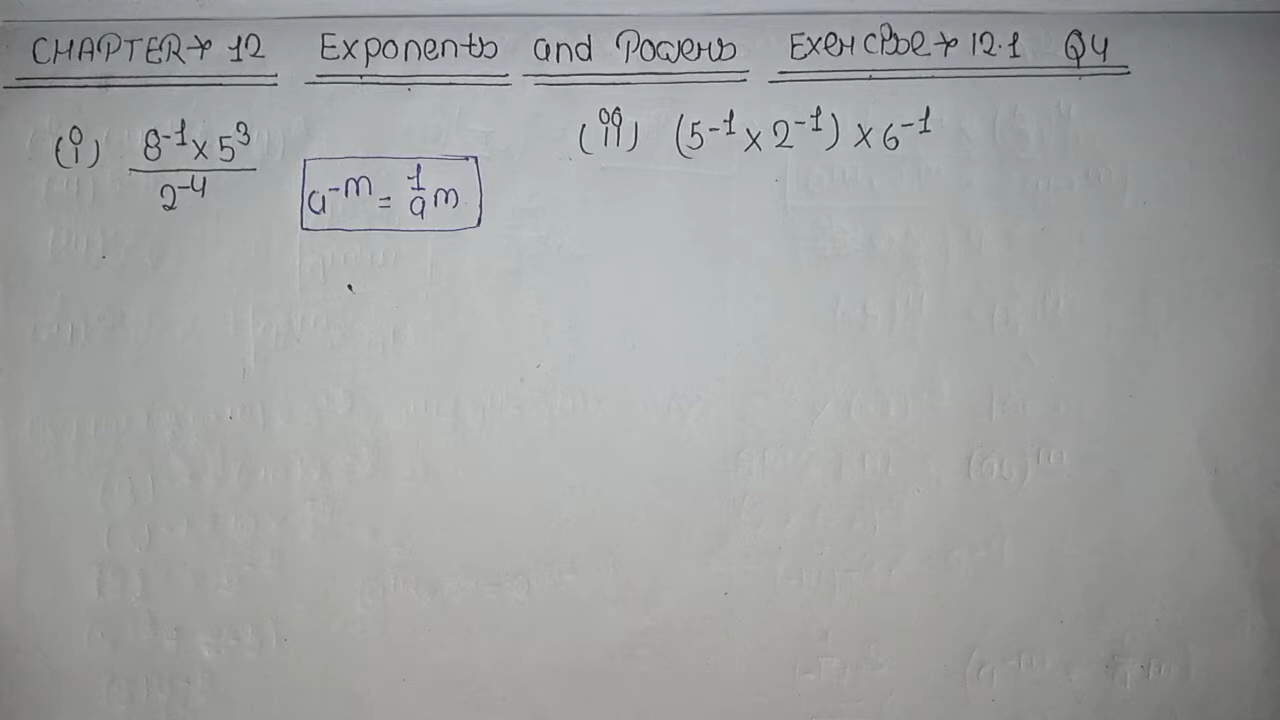 CHAPTER→ 12 Exponents and Powers Exercise→ 12.1 Q4
(i) 8⁻¹ × 5³ / 2⁻⁴
a⁻ᵐ = 1/aᵐ
(iii) (5⁻¹ × 2⁻¹) × 6⁻¹